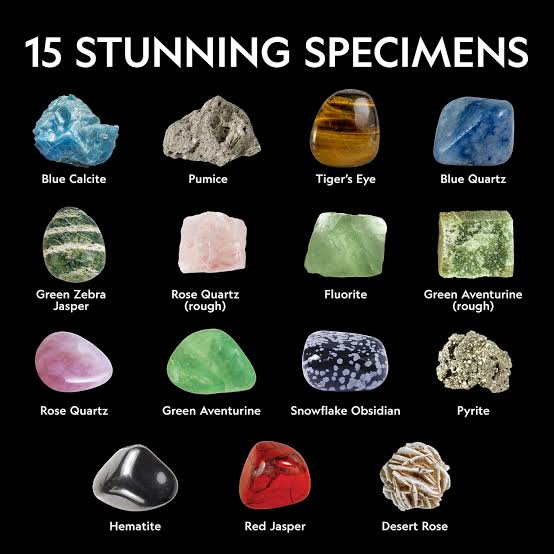 15 STUNNING SPECIMENS
Blue Calcite
Pumice
Tiger's Eye
Blue Quartz
Green Zebra
Jasper
Rose Quartz
(rough)
Fluorite
Green Aventurine
(rough)
Rose Quartz
Green Aventurine
Snowflake Obsidian
Pyrite
Hematite
Red Jasper
Desert Rose